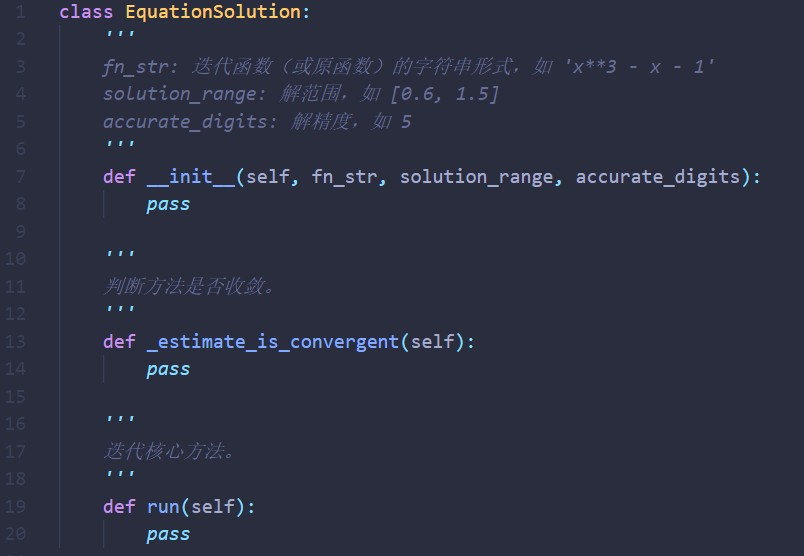 1 class EquationSolution:
2 '''
3 fn_str: 迭代函数（或原函数）的字符串形式，如 'x**3 - x - 1'
4 solution_range: 解范围，如 [0.6, 1.5]
5 accurate_digits: 解精度，如 5
6 '''
7 def __init__(self, fn_str, solution_range, accurate_digits):
8 pass
9
10 '''
11 判断方法是否收敛。
12 '''
13 def _estimate_is_convergent(self):
14 pass
15
16 '''
17 迭代核心方法。
18 '''
19 def run(self):
20 pass